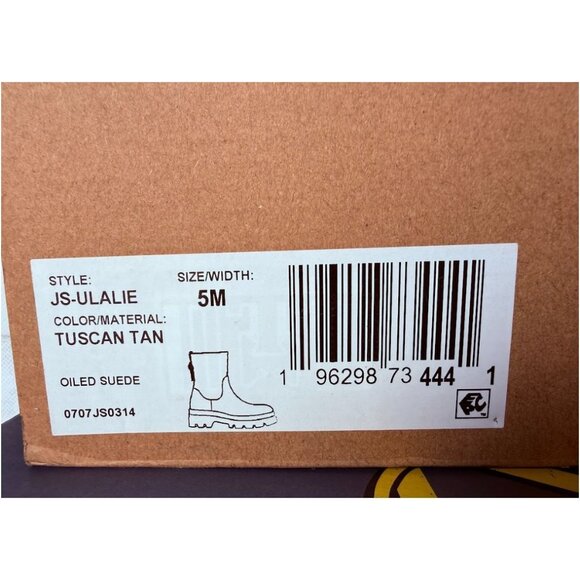 STYLE:
JS-ULALIE
COLOR/MATERIAL:
TUSCAN TAN
OILED SUEDE
0707JS0314
SIZE/WIDTH:
5M
1 96298 73 444 1